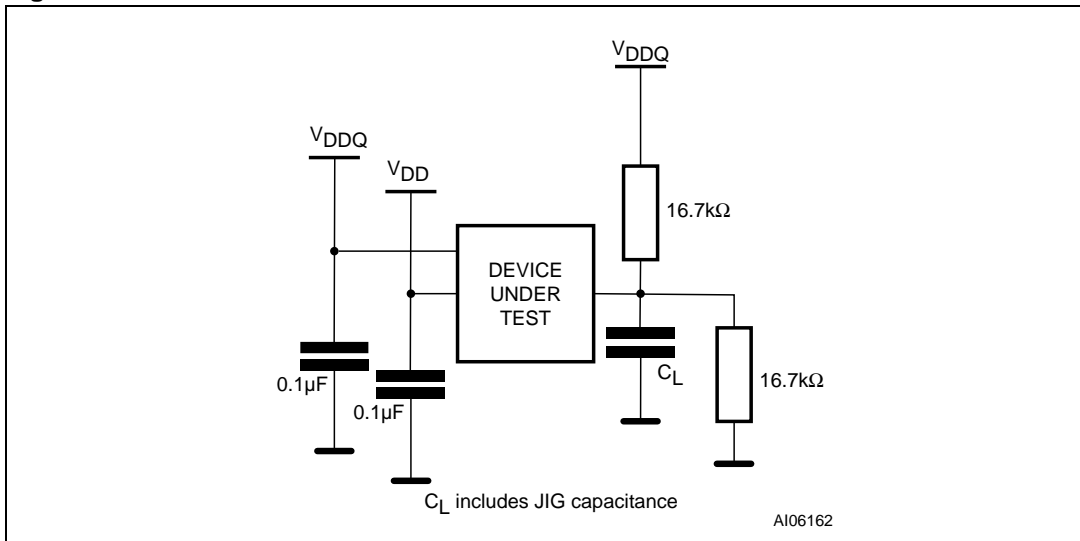 VDDQ
VDDQ
VDD
16.7kΩ
DEVICE
UNDER
TEST
0.1µF
CL
0.1µF
16.7kΩ
CL includes JIG capacitance
AI06162